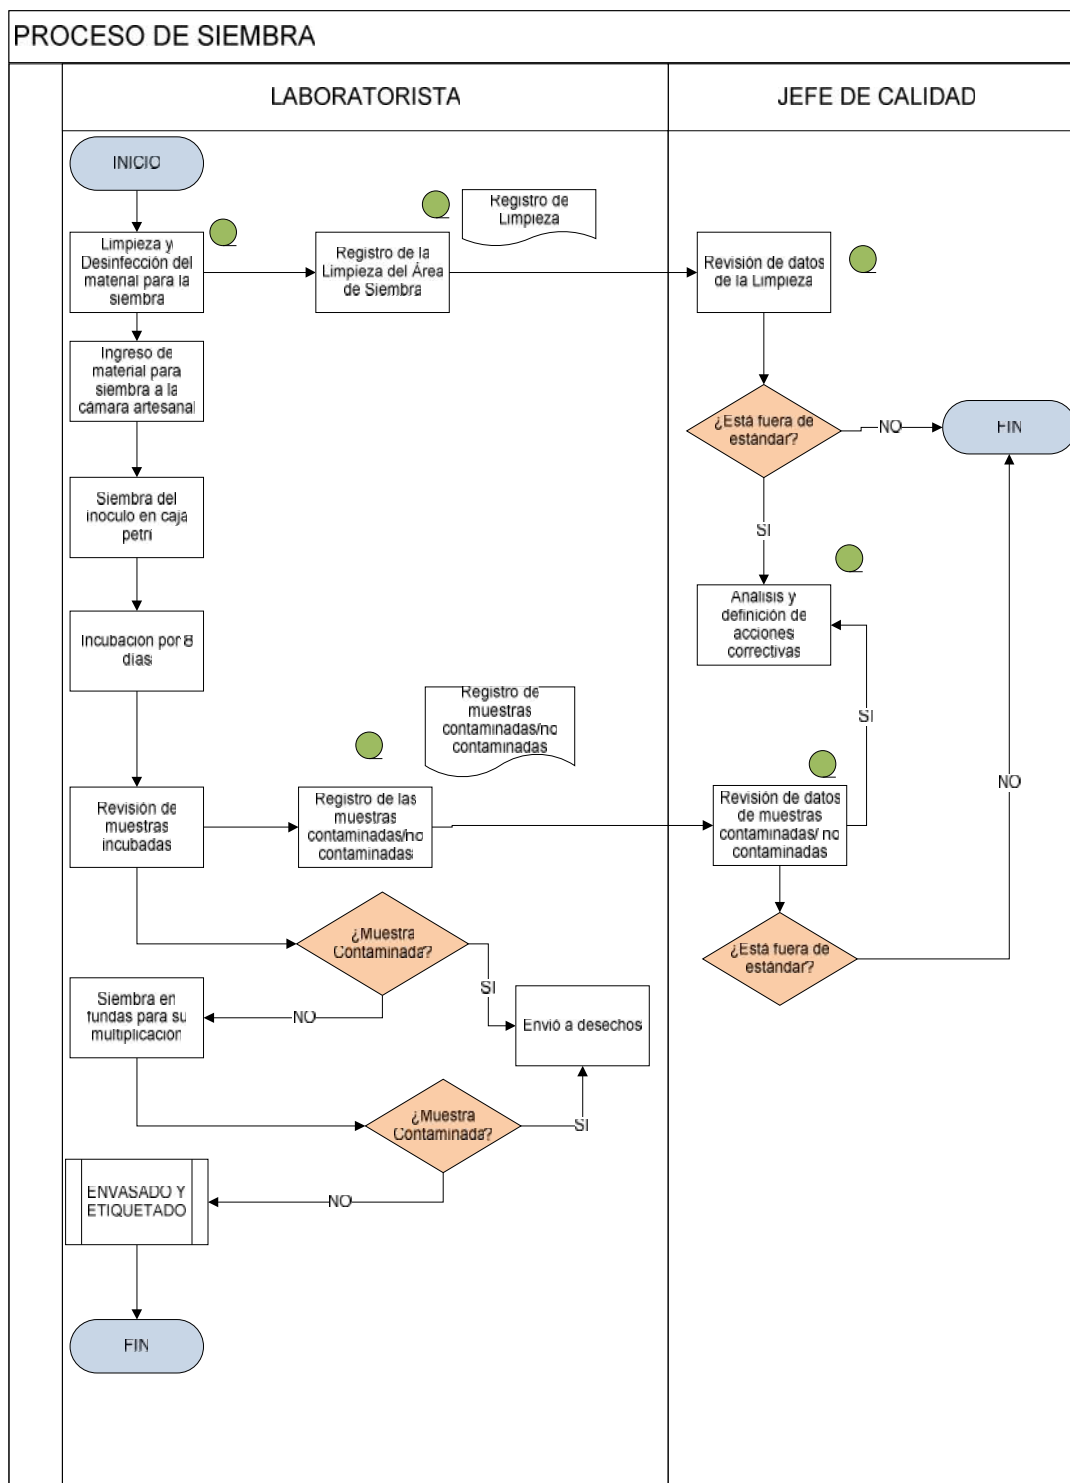 PROCESO DE SIEMBRA
LABORATORISTA
JEFE DE CALIDAD
INICIO
Limpieza y
Desinfección del
material para la
siembra
Registro de la
Limpieza del Área
de Siembra
Registro de
Limpieza
Revisión de datos
de la Limpieza
Ingreso de
material para
siembra a la
cámara artesanal
¿Está fuera de
estándar?
NO
FIN
SI
Siembra del
inoculo en caja
petri
Análisis y
definición de
acciones
correctivas
Incubación por 8
días
SI
Registro de
muestras
contaminadas/no
contaminadas
NO
Revisión de
muestras
incubadas
Registro de las
muestras
contaminadas/no
contaminadas
Revisión de datos
de muestras
contaminadas/ no
contaminadas
¿Muestra
Contaminada?
¿Está fuera de
estándar?
SI
NO
Siembra en
fundas para su
multiplicación
Envió a desechos
¿Muestra
Contaminada?
SI
NO
ENVASADO Y
ETIQUETADO
FIN